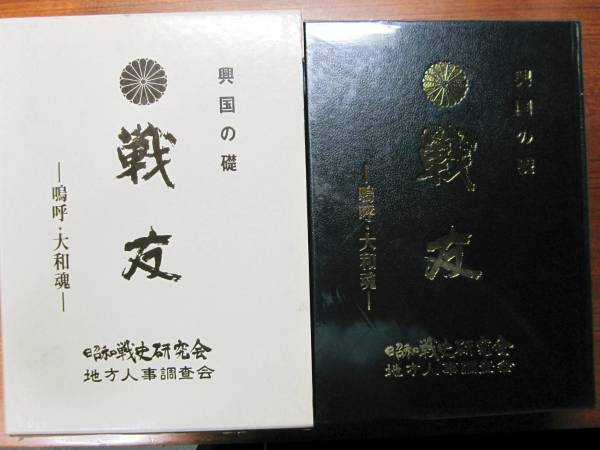 興国の礎
戦友
―嗚呼・大和魂―
昭和戦史研究会
地方人事調査会
興国の礎
戦友
―嗚呼・大和魂―
昭和戦史研究会
地方人事調査会